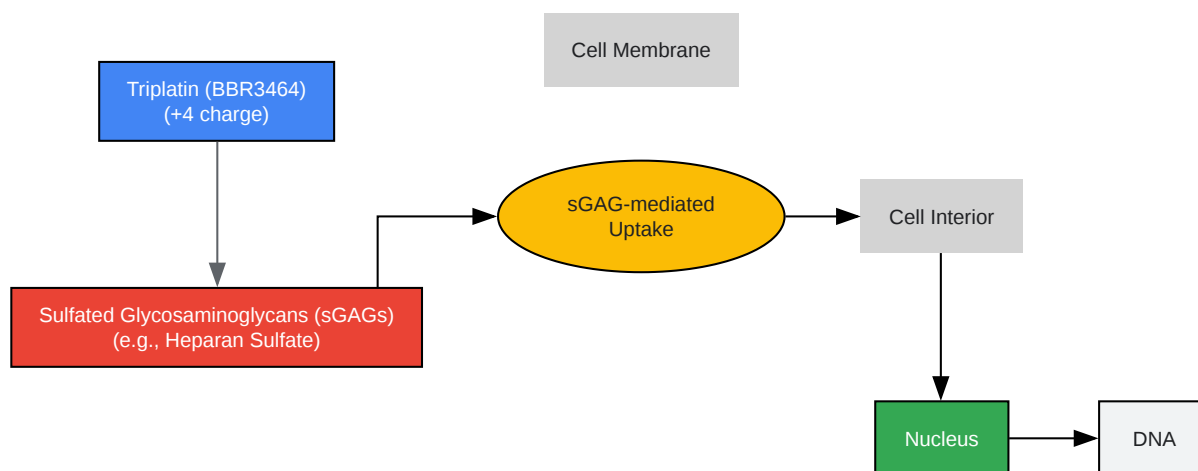 Cell Membrane
Triplatin (BBR3464)
(+4 charge)
sGAG-mediated
Uptake
Cell Interior
Sulfated Glycosaminoglycans (sGAGs)
(e.g., Heparan Sulfate)
Nucleus
DNA